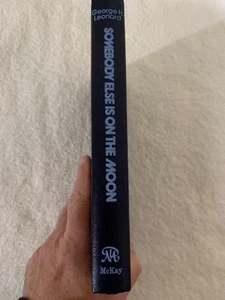 George H.
Leonard
SOMEBODY ELSE IS ON THE MOON
McKay